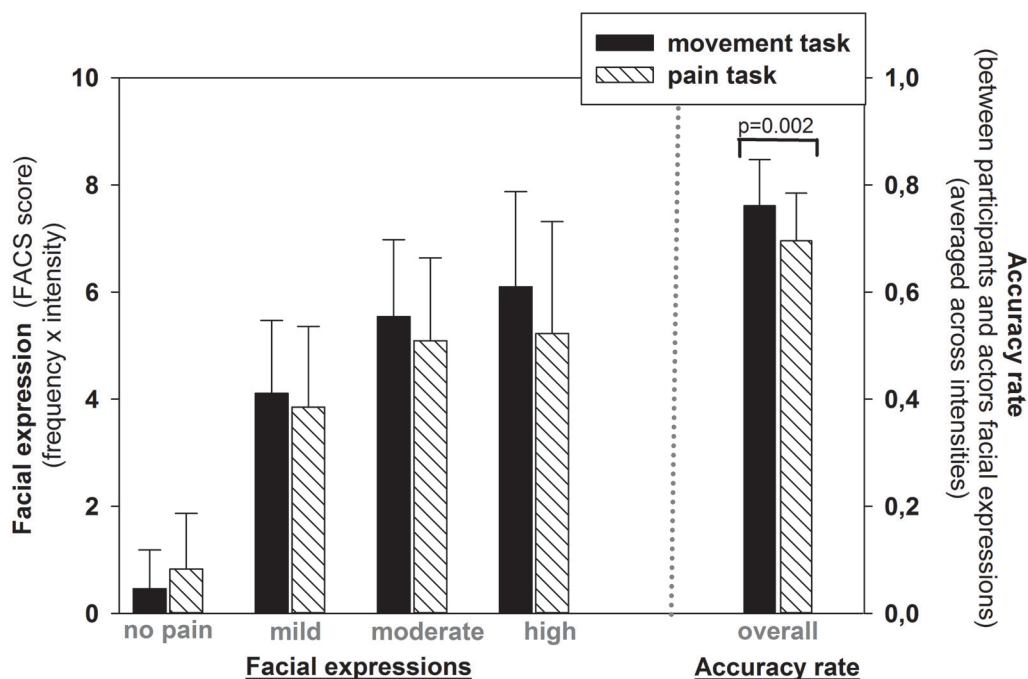 movement task
pain task
10
8
6
4
2
0
Facial expression (FACS score)
(frequency x intensity)
p=0.002
1,0
0,8
0,6
0,4
0,2
0,0
(between participants and actors facial expressions)
(averaged across intensities)
Accuracy rate
no pain mild moderate high overall
Facial expressions Accuracy rate